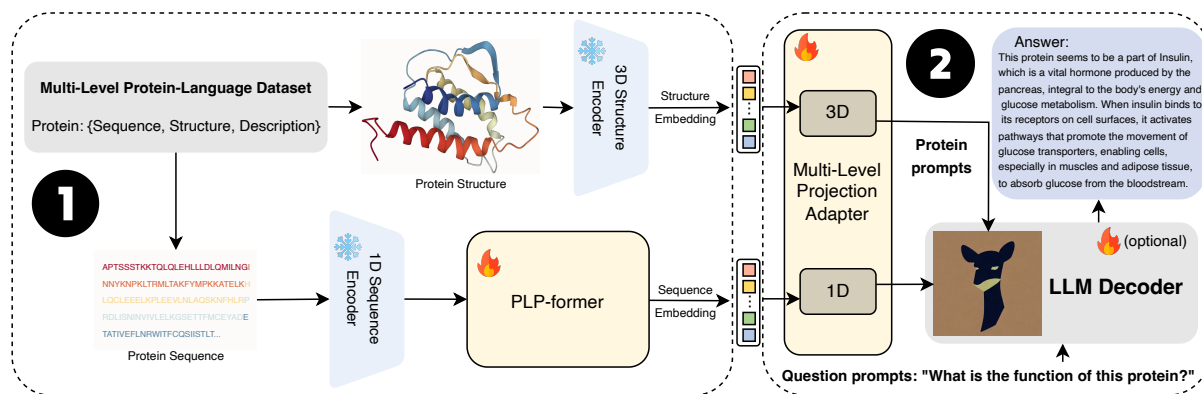 Multi-Level Protein-Language Dataset
Protein: {Sequence, Structure, Description}
1
APTSSSTKKTQLQLEHLLLDLQMILNGI
NNYKNPKLTRMLTAKFYMPKKATELKH
LQCLEEELKPLEEVLNLAQSKNFHLRP
RDLISNINVIVLELKGSETTFMCEYADE
TATIVEFLNRWITFCQSIISTLT...
Protein Sequence
Protein Structure
3D Structure
Encoder
1D Sequence
Encoder
PLP-former
Structure
Embedding
Sequence
Embedding
3D
Multi-Level
Projection
Adapter
1D
Protein
prompts
2
Answer:
This protein seems to be a part of Insulin,
which is a vital hormone produced by the
pancreas, integral to the body's energy and
glucose metabolism. When insulin binds to
its receptors on cell surfaces, it activates
pathways that promote the movement of
glucose transporters, enabling cells,
especially in muscles and adipose tissue,
to absorb glucose from the bloodstream.
(optional)
LLM Decoder
Question prompts: "What is the function of this protein?"